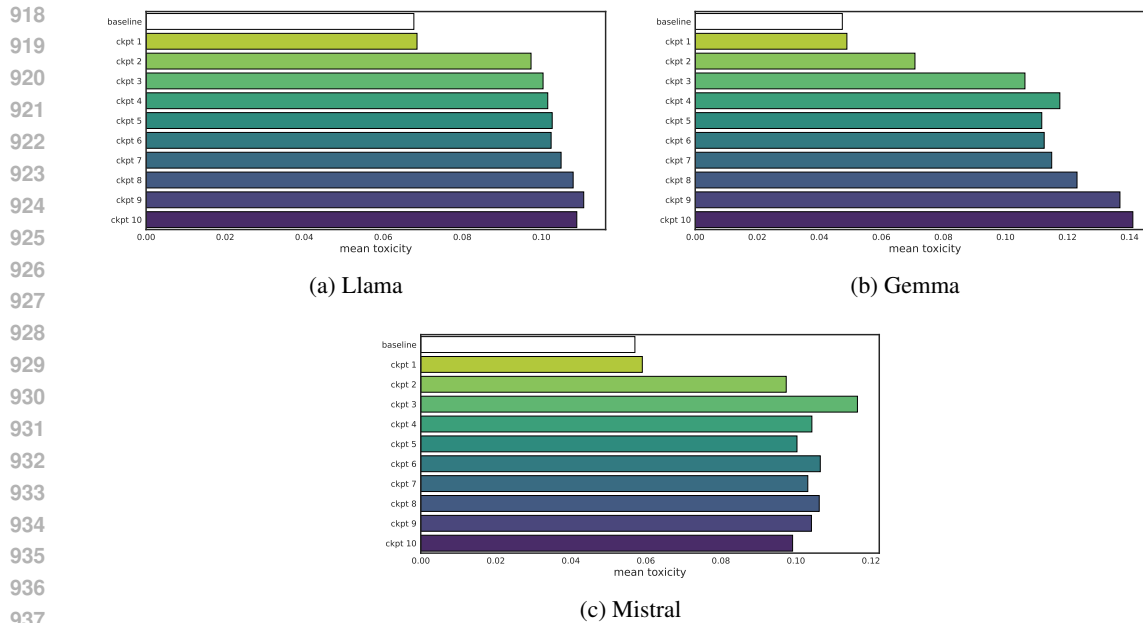 918
919
920
921
922
923
924
925
926
927
928
929
930
931
932
933
934
935
936
937
baseline
ckpt 1
ckpt 2
ckpt 3
ckpt 4
ckpt 5
ckpt 6
ckpt 7
ckpt 8
ckpt 9
ckpt 10
0.00 0.02 0.04 0.06 0.08 0.10
mean toxicity
(a) Llama
baseline
ckpt 1
ckpt 2
ckpt 3
ckpt 4
ckpt 5
ckpt 6
ckpt 7
ckpt 8
ckpt 9
ckpt 10
0.00 0.02 0.04 0.06 0.08 0.10 0.12 0.14
mean toxicity
(b) Gemma
baseline
ckpt 1
ckpt 2
ckpt 3
ckpt 4
ckpt 5
ckpt 6
ckpt 7
ckpt 8
ckpt 9
ckpt 10
0.00 0.02 0.04 0.06 0.08 0.10 0.12
mean toxicity
(c) Mistral